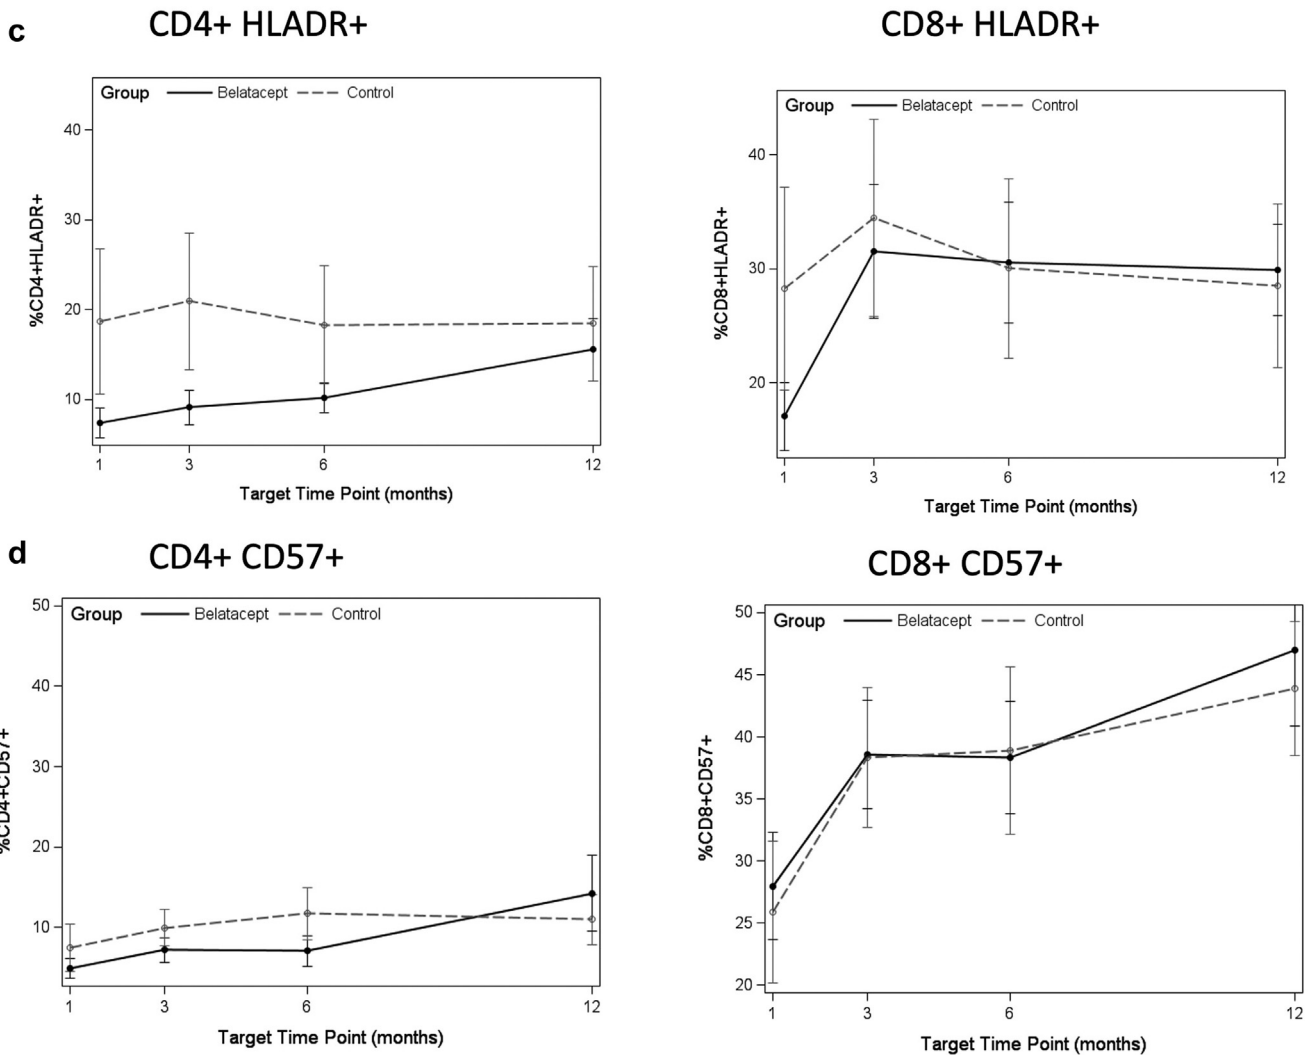 c
CD4+ HLADR+
Group Belatacept Control
40
30
20
10
%CD4+HLADR+
1 3 6 12
Target Time Point (months)
CD8+ HLADR+
Group Belatacept Control
40
30
20
%CD8+HLADR+
1 3 6 12
Target Time Point (months)
d
CD4+ CD57+
Group Belatacept Control
50
40
30
20
10
%CD4+CD57+
1 3 6 12
Target Time Point (months)
CD8+ CD57+
Group Belatacept Control
50
45
40
35
30
25
20
%CD8+CD57+
1 3 6 12
Target Time Point (months)